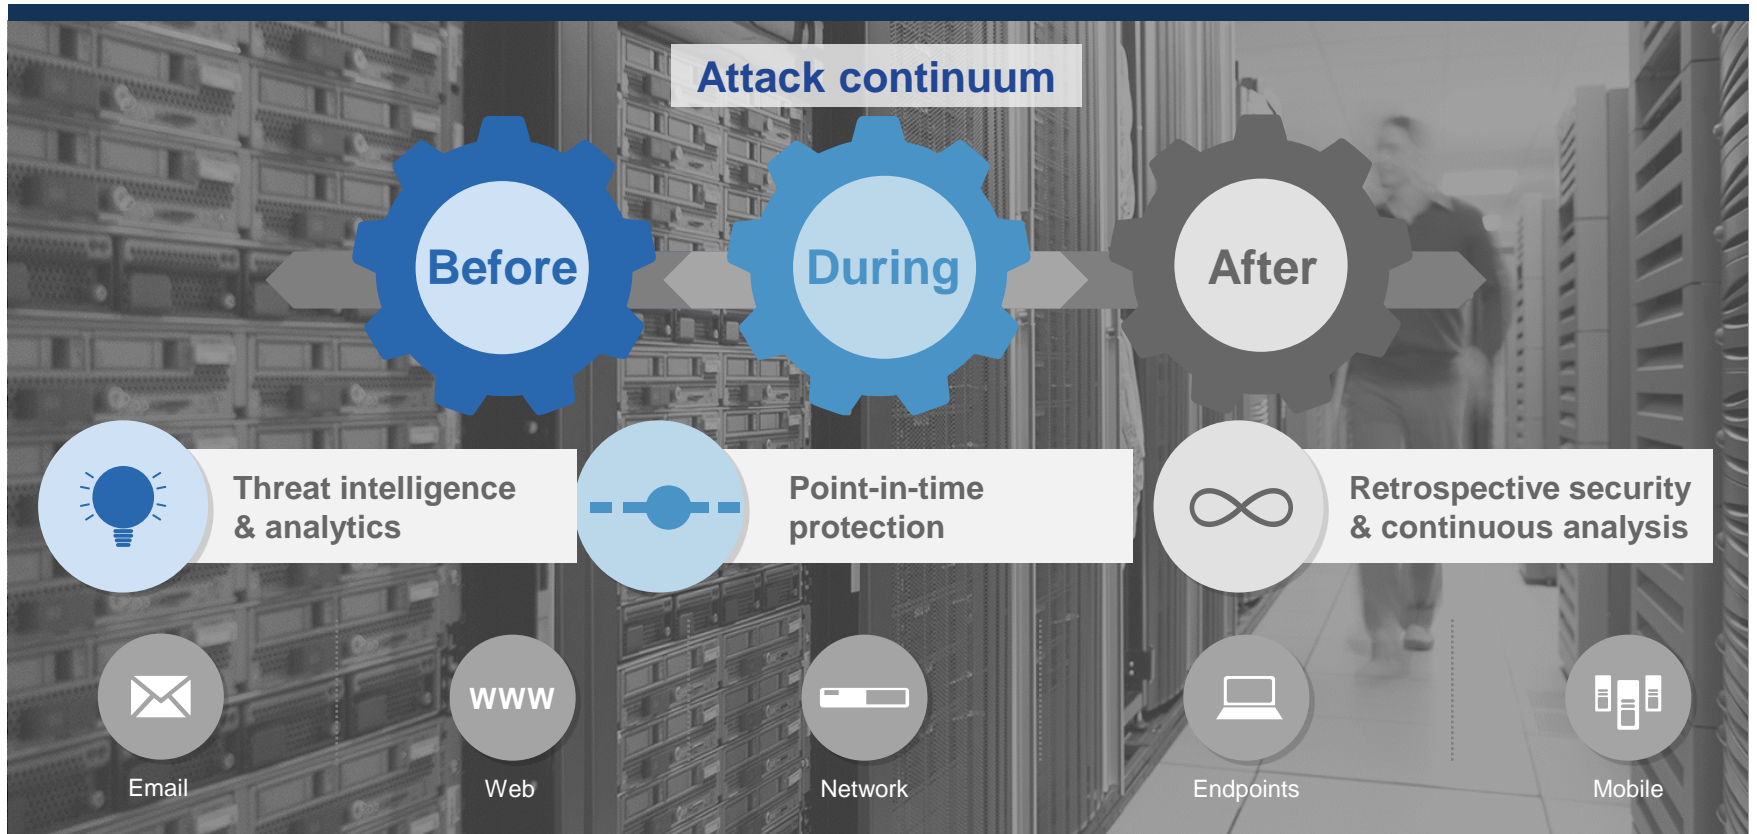 Attack continuum
Before
During
After
Threat intelligence
& analytics
Point-in-time
protection
Retrospective security
& continuous analysis
www
Email
Web
Network
Endpoints
Mobile